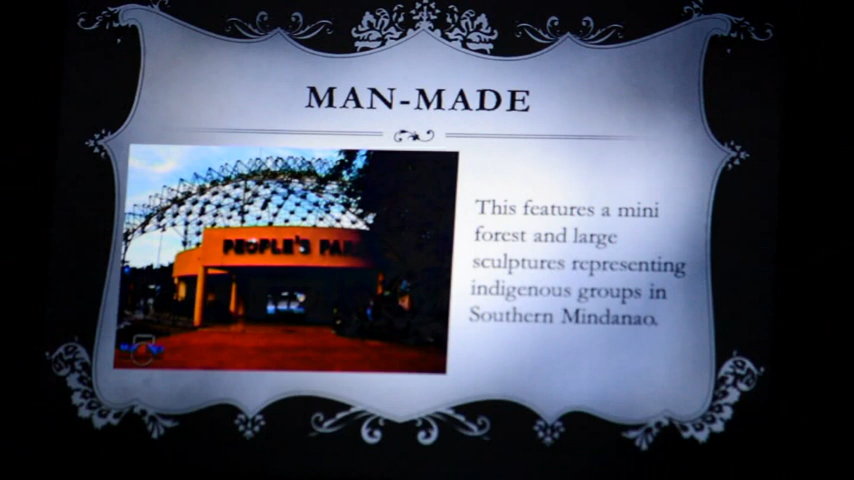 MAN-MADE
PEOPLE'S PARK
This features a mini
forest and large
sculptures representing
indigenous groups in
Southern Mindanao.